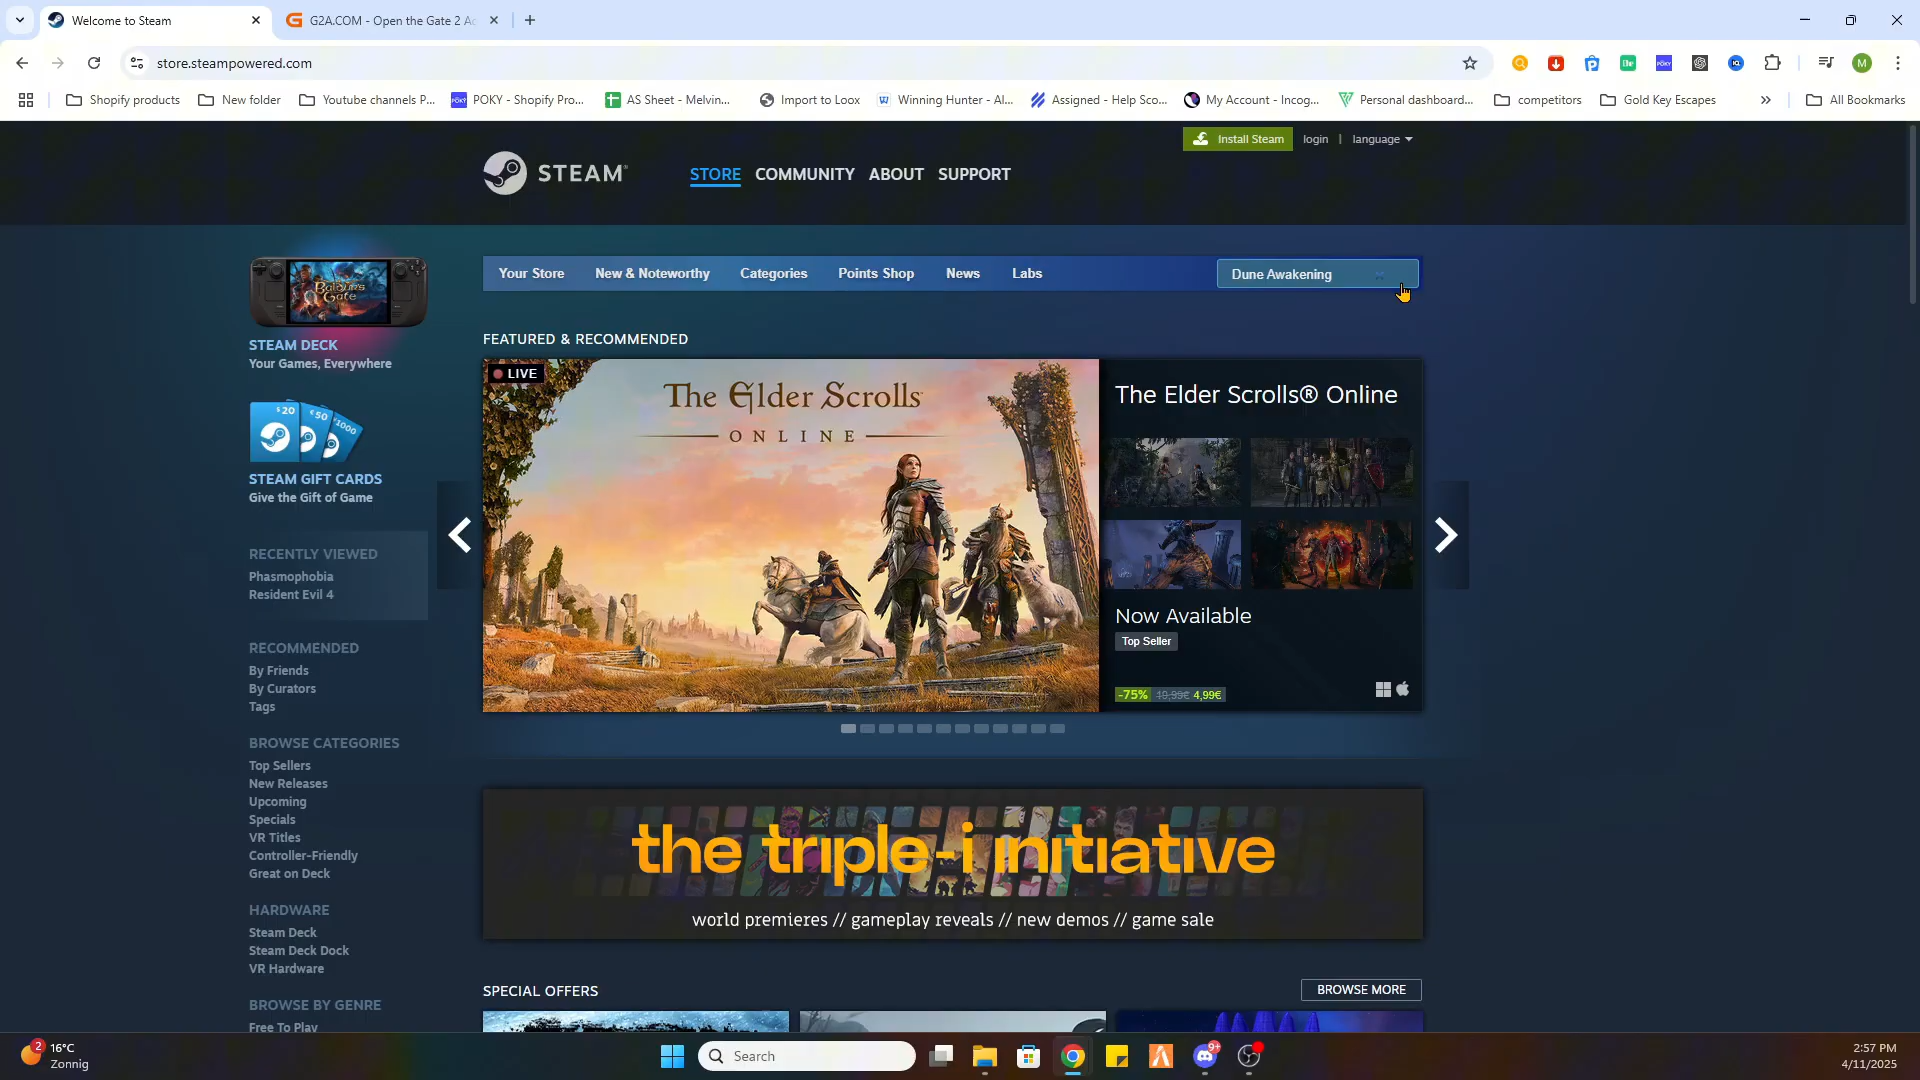 Welcome to Steam
G2A.COM - Open the Gate 2 Ac
store.steampowered.com
M
Shopify products
New folder
Youtube channels P...
POKY - Shopify Pro...
AS Sheet - Melvin...
Import to Loox
Winning Hunter - AI...
Assigned - Help Sco...
My Account - Incog...
Personal dashboard...
competitors
Gold Key Escapes
All Bookmarks
Install Steam
login | language
STEAM
STORE COMMUNITY ABOUT SUPPORT
Your Store
New & Noteworthy
Categories
Points Shop
News
Labs
Dune Awakening
STEAM DECK
Your Games, Everywhere
$20 €50 ¥1000
STEAM GIFT CARDS
Give the Gift of Game
RECENTLY VIEWED
Phasmophobia
Resident Evil 4
RECOMMENDED
By Friends
By Curators
Tags
BROWSE CATEGORIES
Top Sellers
New Releases
Upcoming
Specials
VR Titles
Controller-Friendly
Great on Deck
HARDWARE
Steam Deck
Steam Deck Dock
VR Hardware
BROWSE BY GENRE
Free To Play
FEATURED & RECOMMENDED
LIVE
The Elder Scrolls
ONLINE
The Elder Scrolls® Online
Now Available
Top Seller
-75% 19,99€ 4,99€
the triple-i initiative
world premieres // gameplay reveals // new demos // game sale
SPECIAL OFFERS
BROWSE MORE
2
16°C
Zonnig
Search
9+
2:57 PM
4/11/2025